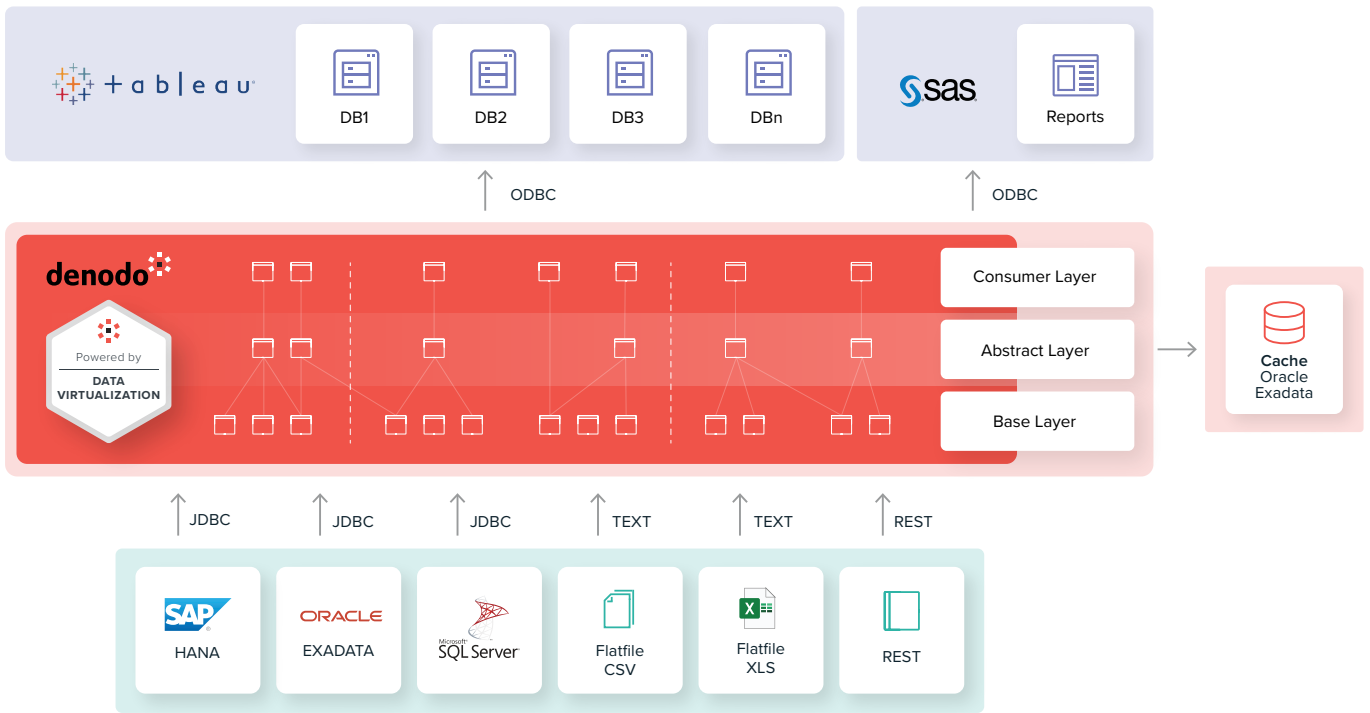 +ableau
DB1
DB2
DB3
DBn
sas
Reports
ODBC
ODBC
denodo
Powered by
DATA
VIRTUALIZATION
Consumer Layer
Abstract Layer
Base Layer
Cache
Oracle
Exadata
JDBC
JDBC
JDBC
TEXT
TEXT
REST
SAP
HANA
ORACLE
EXADATA
Microsoft
SQL Server
Flatfile
CSV
X
Flatfile
XLS
REST